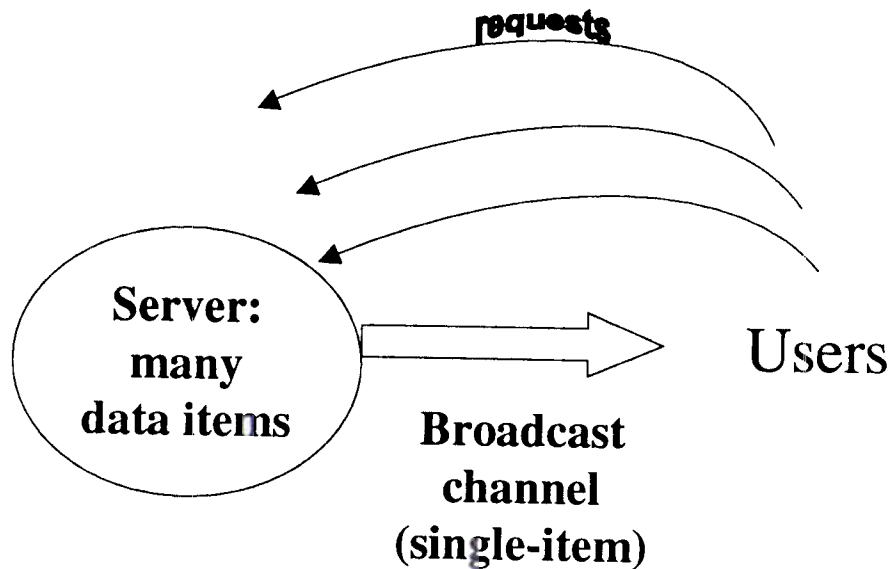 requests
Server:
many
data items
Users
Broadcast
channel
(single-item)